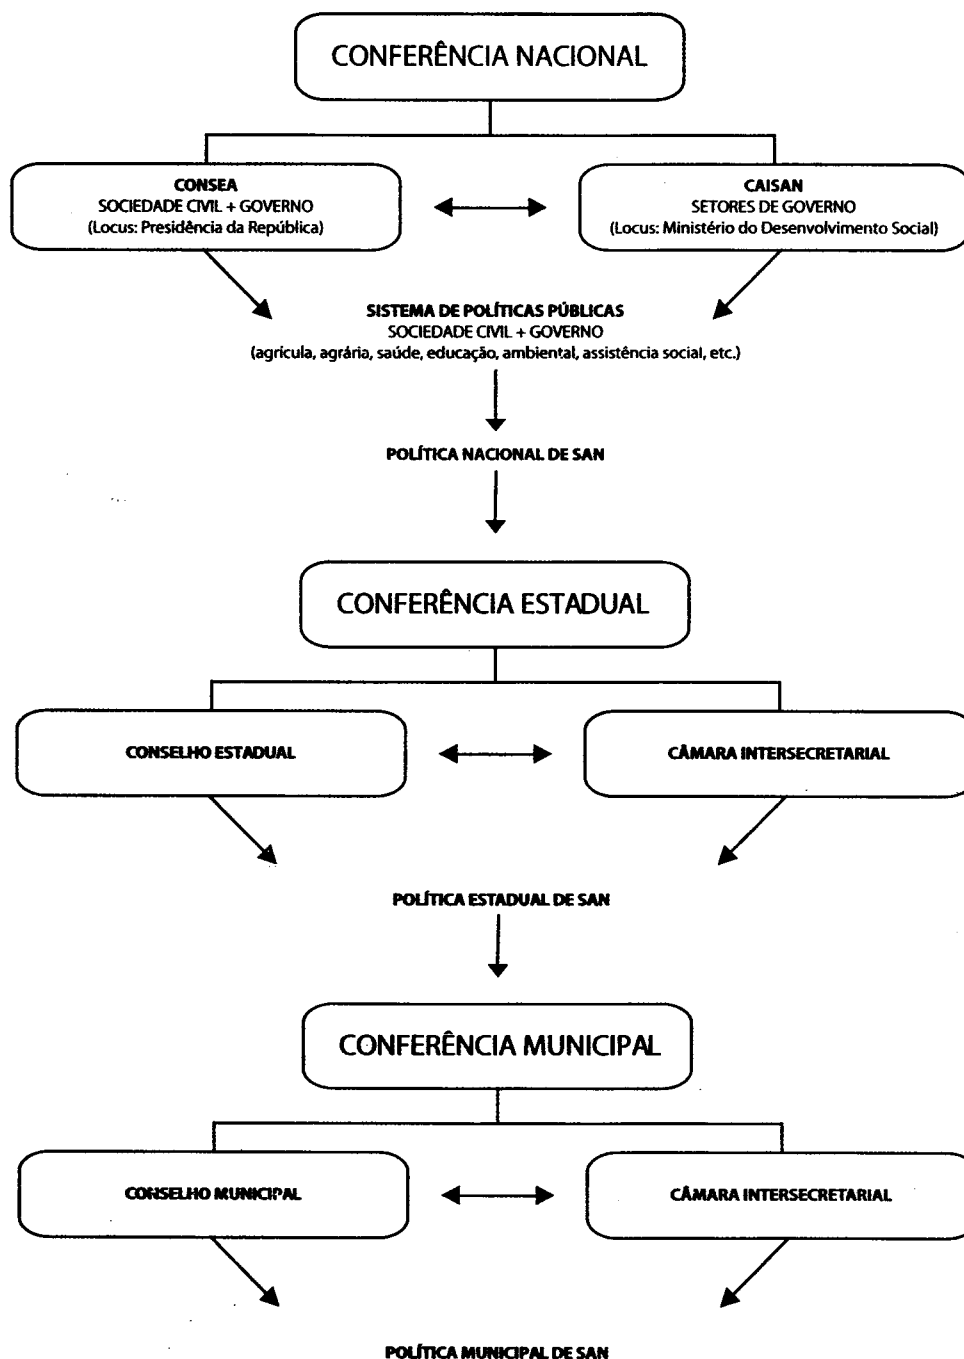 CONFERÊNCIA NACIONAL
CONSEA
SOCIEDADE CIVIL + GOVERNO
(Locus: Presidência da República)
CAISAN
SETORES DE GOVERNO
(Locus: Ministério do Desenvolvimento Social)
SISTEMA DE POLÍTICAS PÚBLICAS
SOCIEDADE CIVIL + GOVERNO
(agrícula, agrária, saúde, educação, ambiental, assistência social, etc.)
POLÍTICA NACIONAL DE SAN
CONFERÊNCIA ESTADUAL
CONSELHO ESTADUAL
CÂMARA INTERSECRETARIAL
POLÍTICA ESTADUAL DE SAN
CONFERÊNCIA MUNICIPAL
CONSELHO MUNICIPAL
CÂMARA INTERSECRETARIAL
POLÍTICA MUNICIPAL DE SAN